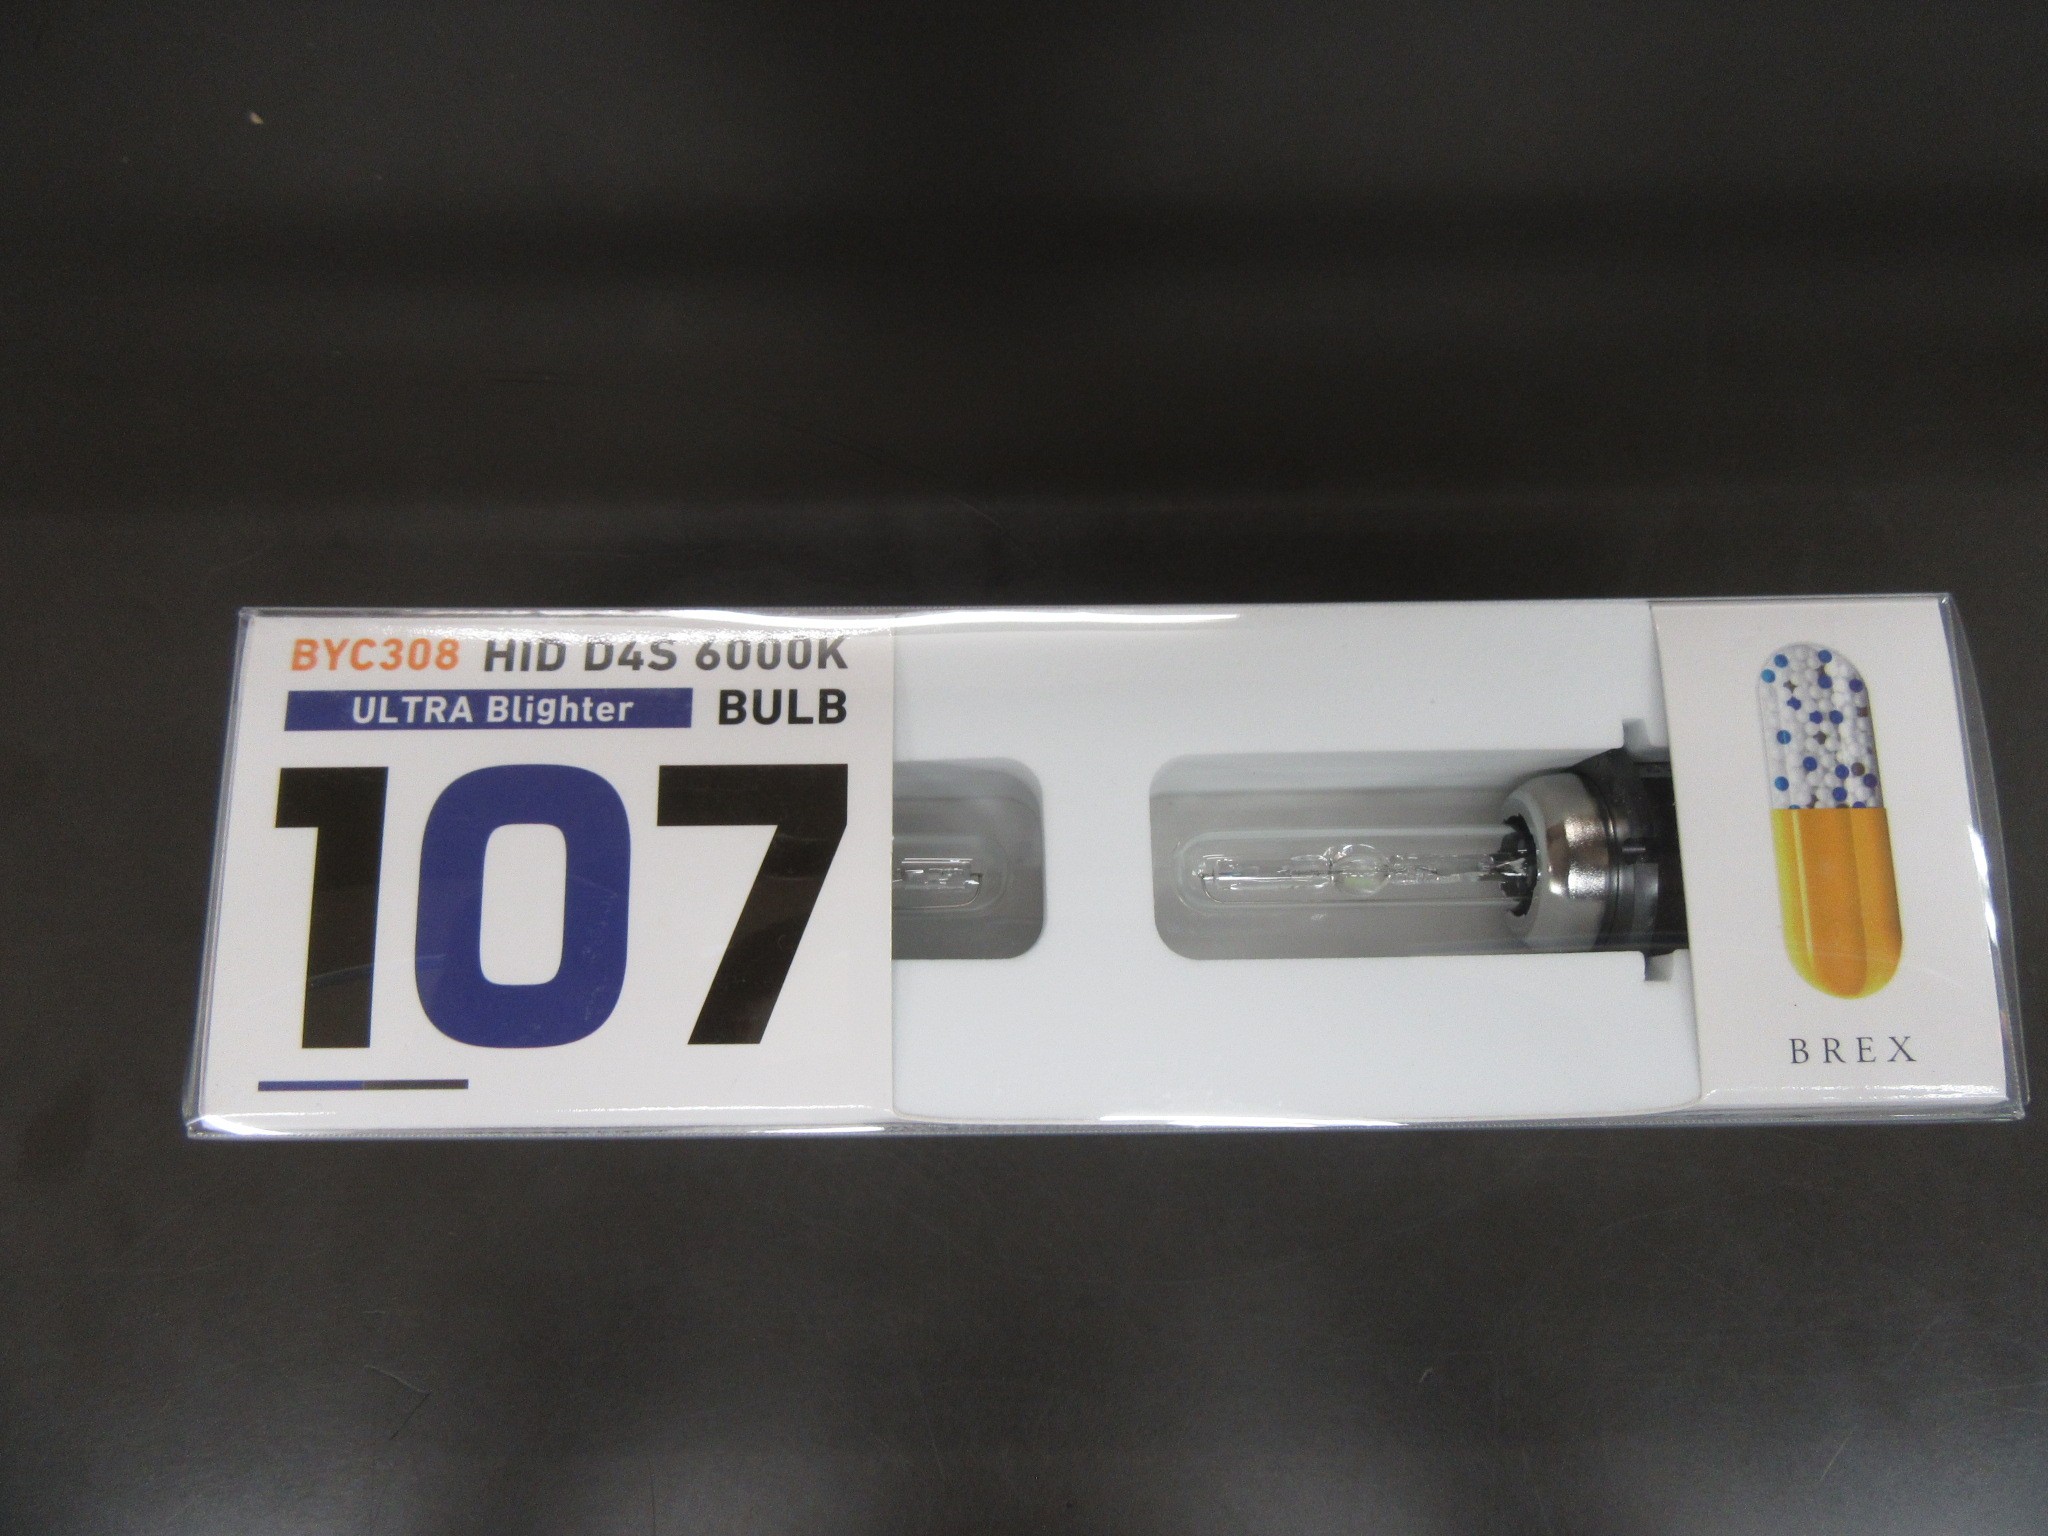 BYC308 HID D4S 6000K
ULTRA Blighter BULB
107
BREX